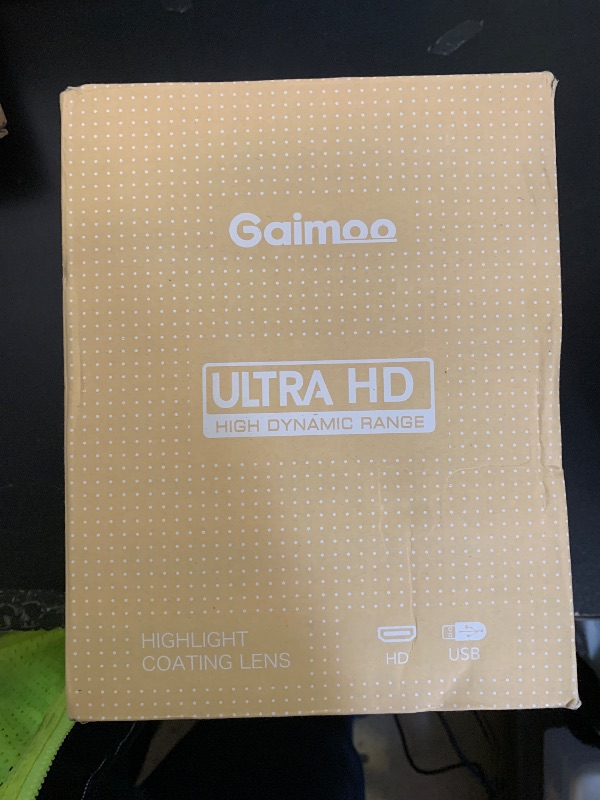 Gaimoo
ULTRA HD
HIGH DYNAMIC RANGE
HIGHLIGHT
COATING LENS
HD
USB